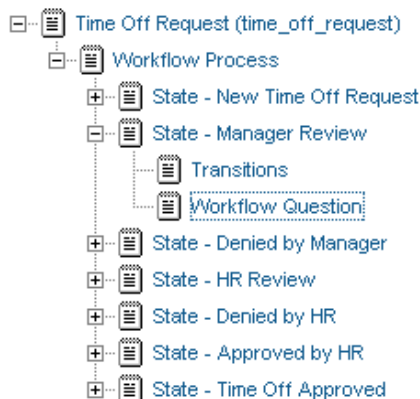 Time Off Request (time_off_request)
Workflow Process
State - New Time Off Request
State - Manager Review
Transitions
Workflow Question
State - Denied by Manager
State - HR Review
State - Denied by HR
State - Approved by HR
State - Time Off Approved